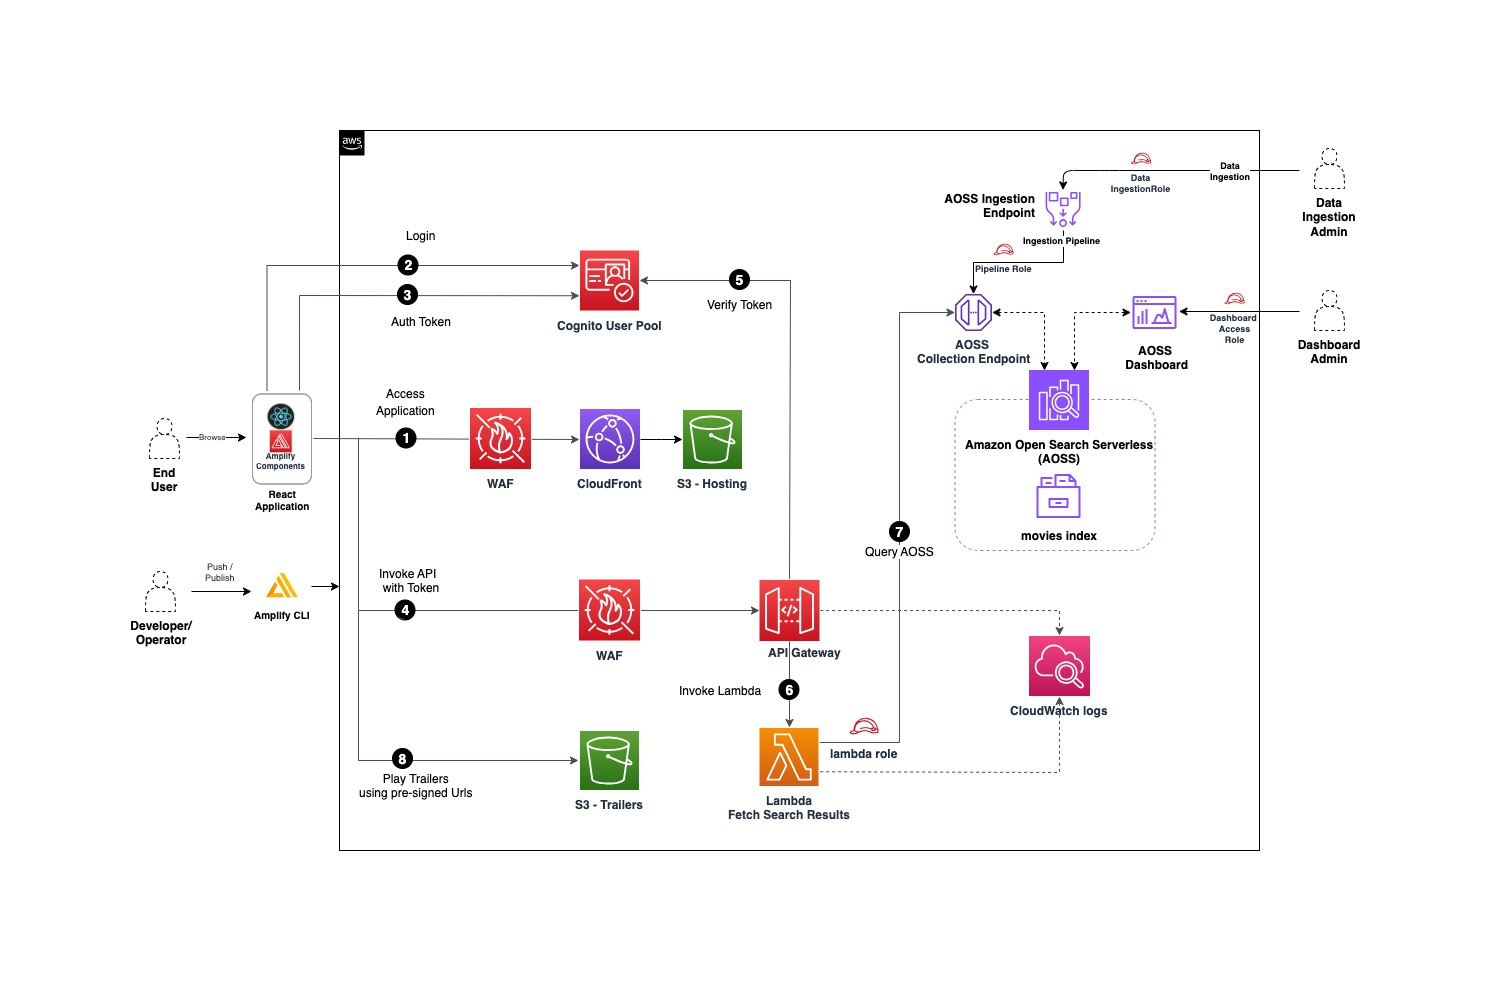 aws
Data
IngestionRole
Data
Ingestion
Data
Ingestion
Admin
AOSS Ingestion
Endpoint
Ingestion Pipeline
Pipeline Role
Login
2
3
Auth Token
Cognito User Pool
5
Verify Token
AOSS
Collection Endpoint
AOSS
Dashboard
Dashboard
Access
Role
Dashboard
Admin
Amazon Open Search Serverless
(AOSS)
movies index
End
User
Browse
Amplify
Components
React
Application
Access
Application
1
WAF
CloudFront
S3 - Hosting
7
Query AOSS
Developer/
Operator
Push /
Publish
Amplify CLI
Invoke API
with Token
4
WAF
</>
API Gateway
CloudWatch logs
Invoke Lambda
6
lambda role
Lambda
Fetch Search Results
8
Play Trailers
using pre-signed Urls
S3 - Trailers